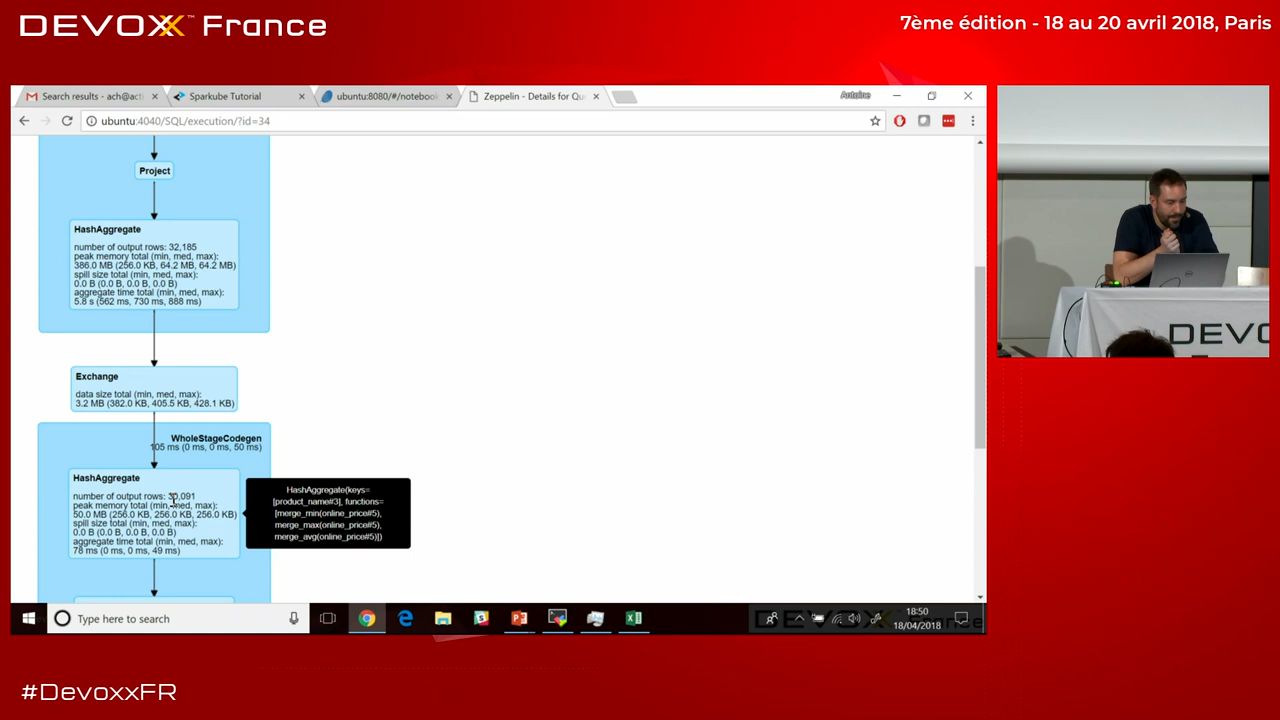 DEVOXX™ France
7ème édition - 18 au 20 avril 2018, Paris
Search results - ach@acti
Sparkube Tutorial
ubuntu:8080/#/noteboo
Zeppelin - Details for Qu
Antoine
ubuntu:4040/SQL/execution/?id=34
Project
HashAggregate
number of output rows: 32,185
peak memory total (min, med, max):
386.0 MB (256.0 KB, 64.2 MB, 64.2 MB)
spill size total (min, med, max):
0.0 B (0.0 B, 0.0 B, 0.0 B)
aggregate time total (min, med, max):
5.8 s (562 ms, 730 ms, 888 ms)
Exchange
data size total (min, med, max):
3.2 MB (382.0 KB, 405.5 KB, 428.1 KB)
WholeStageCodegen
105 ms (0 ms, 0 ms, 50 ms)
HashAggregate
number of output rows: 30,091
peak memory total (min, med, max):
50.0 MB (256.0 KB, 256.0 KB, 256.0 KB)
spill size total (min, med, max):
0.0 B (0.0 B, 0.0 B, 0.0 B)
aggregate time total (min, med, max):
78 ms (0 ms, 0 ms, 49 ms)
HashAggregate(keys=
[product_name#3], functions=
[merge_min(online_price#5),
merge_max(online_price#5),
merge_avg(online_price#5)])
Type here to search
18:50
18/04/2018
DEVOXX France
DEVO
#DevoxxFR